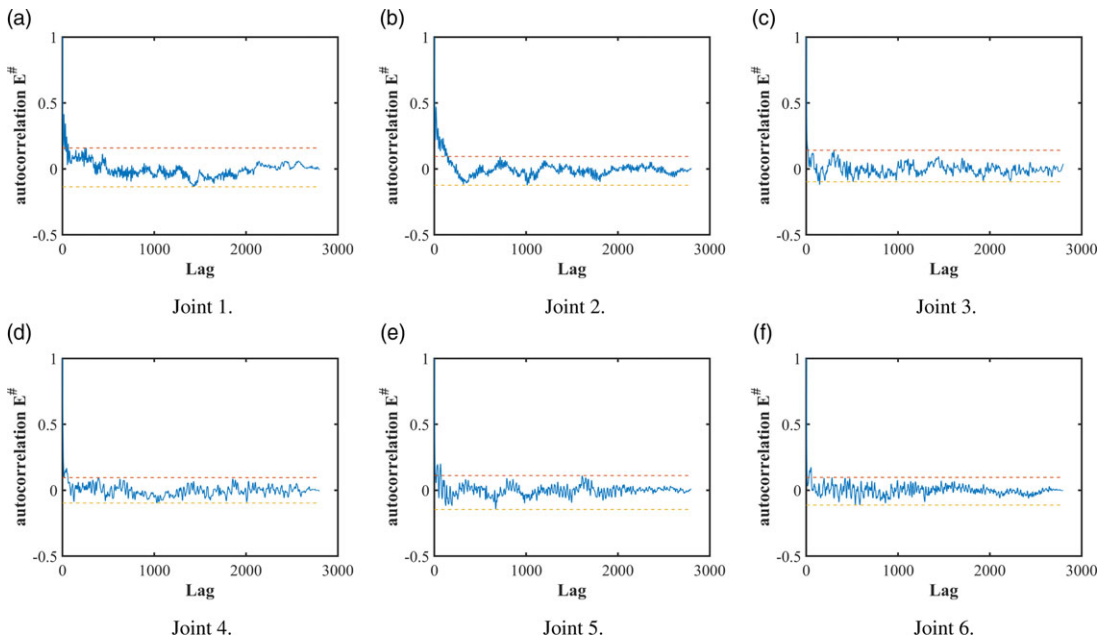 (a)
1
0.5
0
-0.5
autocorrelation E#
0 1000 2000 3000
Lag
Joint 1.
(b)
1
0.5
0
-0.5
autocorrelation E#
0 1000 2000 3000
Lag
Joint 2.
(c)
1
0.5
0
-0.5
autocorrelation E#
0 1000 2000 3000
Lag
Joint 3.
(d)
1
0.5
0
-0.5
autocorrelation E#
0 1000 2000 3000
Lag
Joint 4.
(e)
1
0.5
0
-0.5
autocorrelation E#
0 1000 2000 3000
Lag
Joint 5.
(f)
1
0.5
0
-0.5
autocorrelation E#
0 1000 2000 3000
Lag
Joint 6.